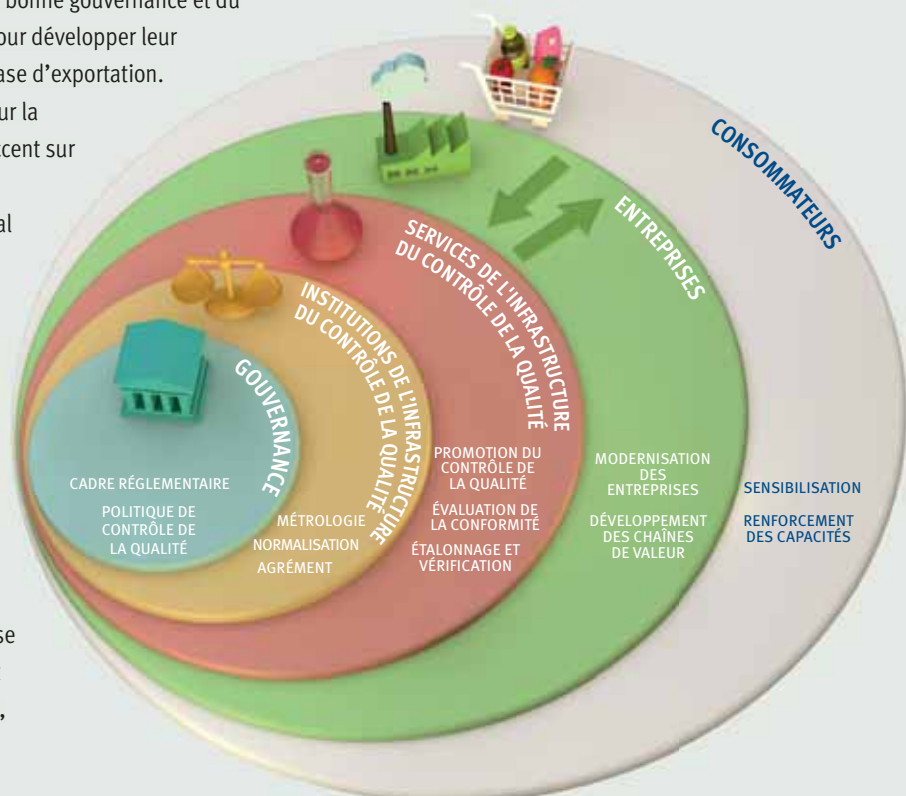 bonne gouvernance et du
our développer leur
ase d'exportation.
ur la
ccent sur
al
se
,
CONSOMMATEURS
ENTREPRISES
SERVICES DE L'INFRASTRUCTURE
DU CONTRÔLE DE LA QUALITÉ
INSTITUTIONS DE L'INFRASTRUCTURE
DU CONTRÔLE DE LA QUALITÉ
GOUVERNANCE
CADRE RÉGLEMENTAIRE
POLITIQUE DE
CONTRÔLE DE
LA QUALITÉ
MÉTROLOGIE
NORMALISATION
AGRÉMENT
PROMOTION DU
CONTRÔLE DE
LA QUALITÉ
ÉVALUATION DE
LA CONFORMITÉ
ÉTALONNAGE ET
VÉRIFICATION
MODERNISATION
DES
ENTREPRISES
DÉVELOPPEMENT
DES CHAÎNES
DE VALEUR
SENSIBILISATION
RENFORCEMENT
DES CAPACITÉS